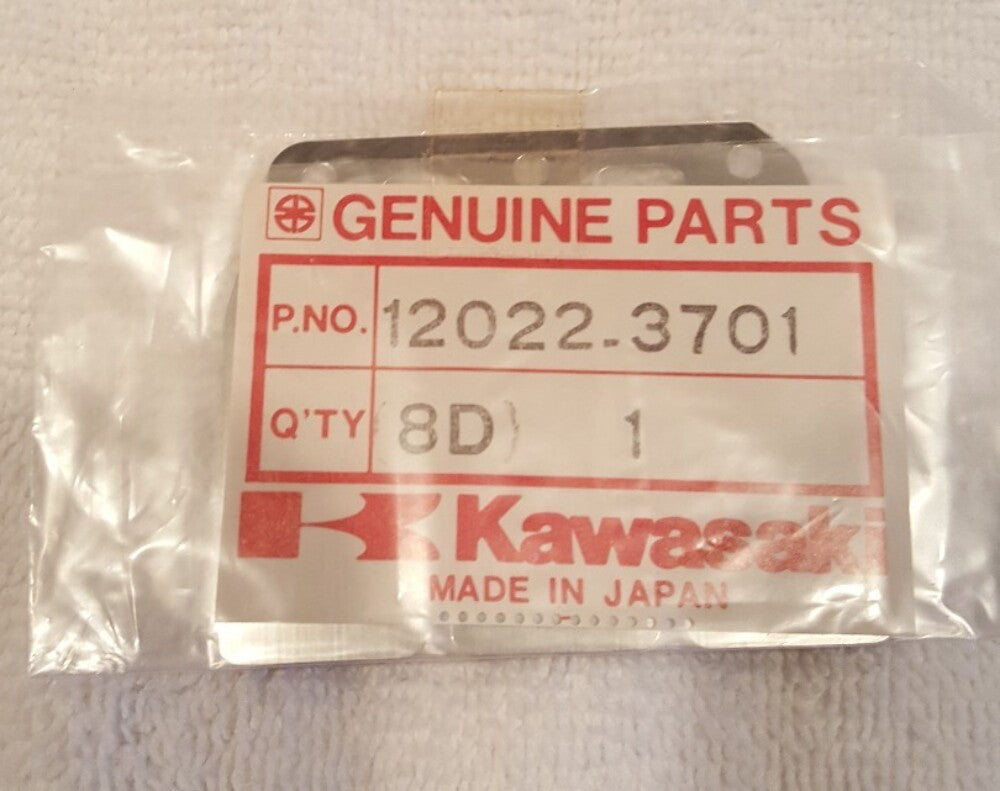 GENUINE PARTS
P.NO. 12022-3701
Q'TY (8D) 1
Kawasaki
MADE IN JAPAN